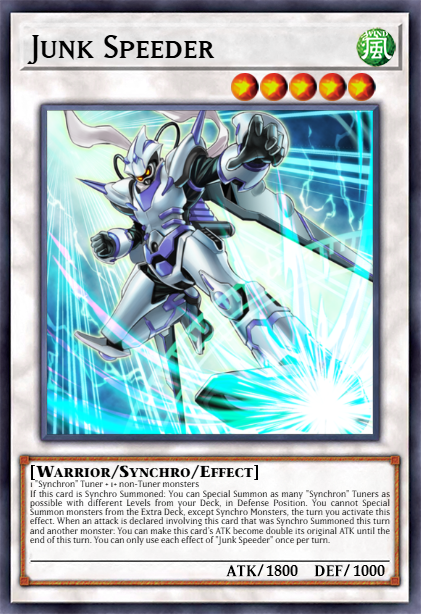 Junk Speeder
WIND
風
[Warrior/Synchro/Effect]
1 "Synchron" Tuner + 1+ non-Tuner monsters
If this card is Synchro Summoned: You can Special Summon as many "Synchron" Tuners as
possible with different Levels from your Deck, in Defense Position. You cannot Special
Summon monsters from the Extra Deck, except Synchro Monsters, the turn you activate this
effect. When an attack is declared involving this card that was Synchro Summoned this turn
and another monster: You can make this card's ATK become double its original ATK until the
end of this turn. You can only use each effect of "Junk Speeder" once per turn.
ATK/1800 DEF/1000